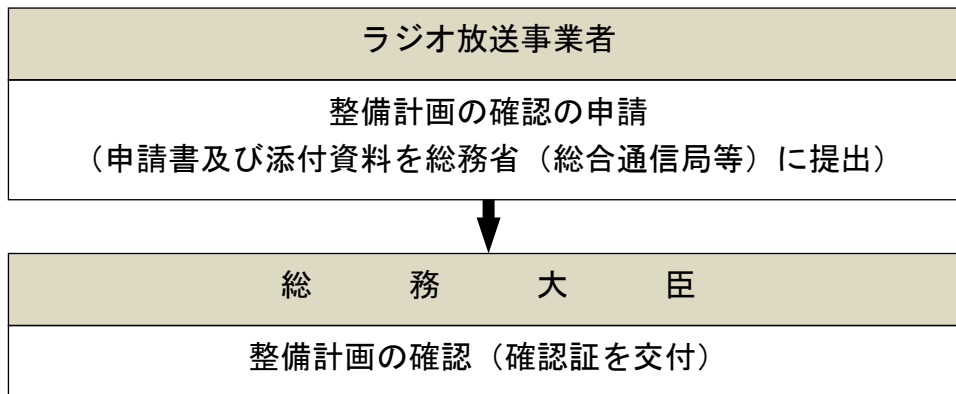 ラジオ放送事業者
整備計画の確認の申請
（申請書及び添付資料を総務省（総合通信局等）に提出）
総　務　大　臣
整備計画の確認（確認証を交付）